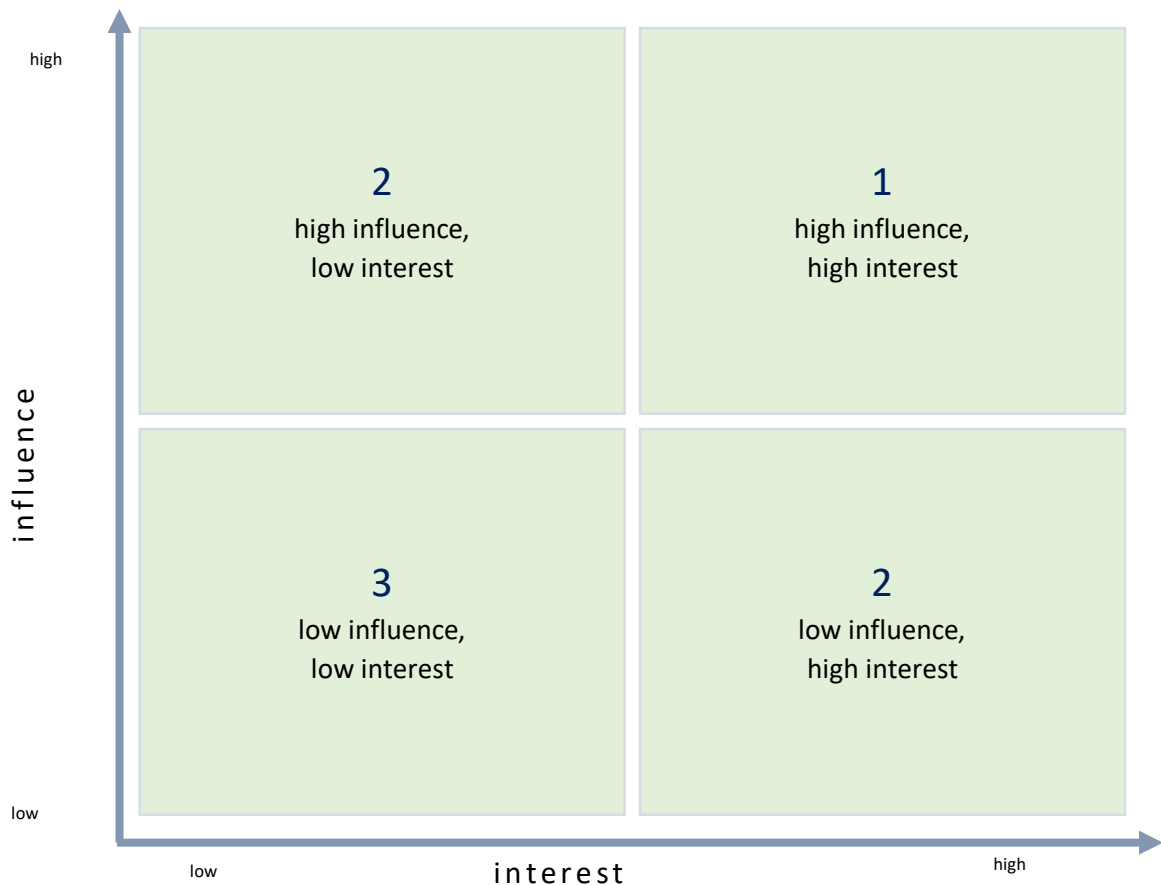 high
2
high influence,
low interest
1
high influence,
high interest
influence
3
low influence,
low interest
2
low influence,
high interest
low
low
interest
high